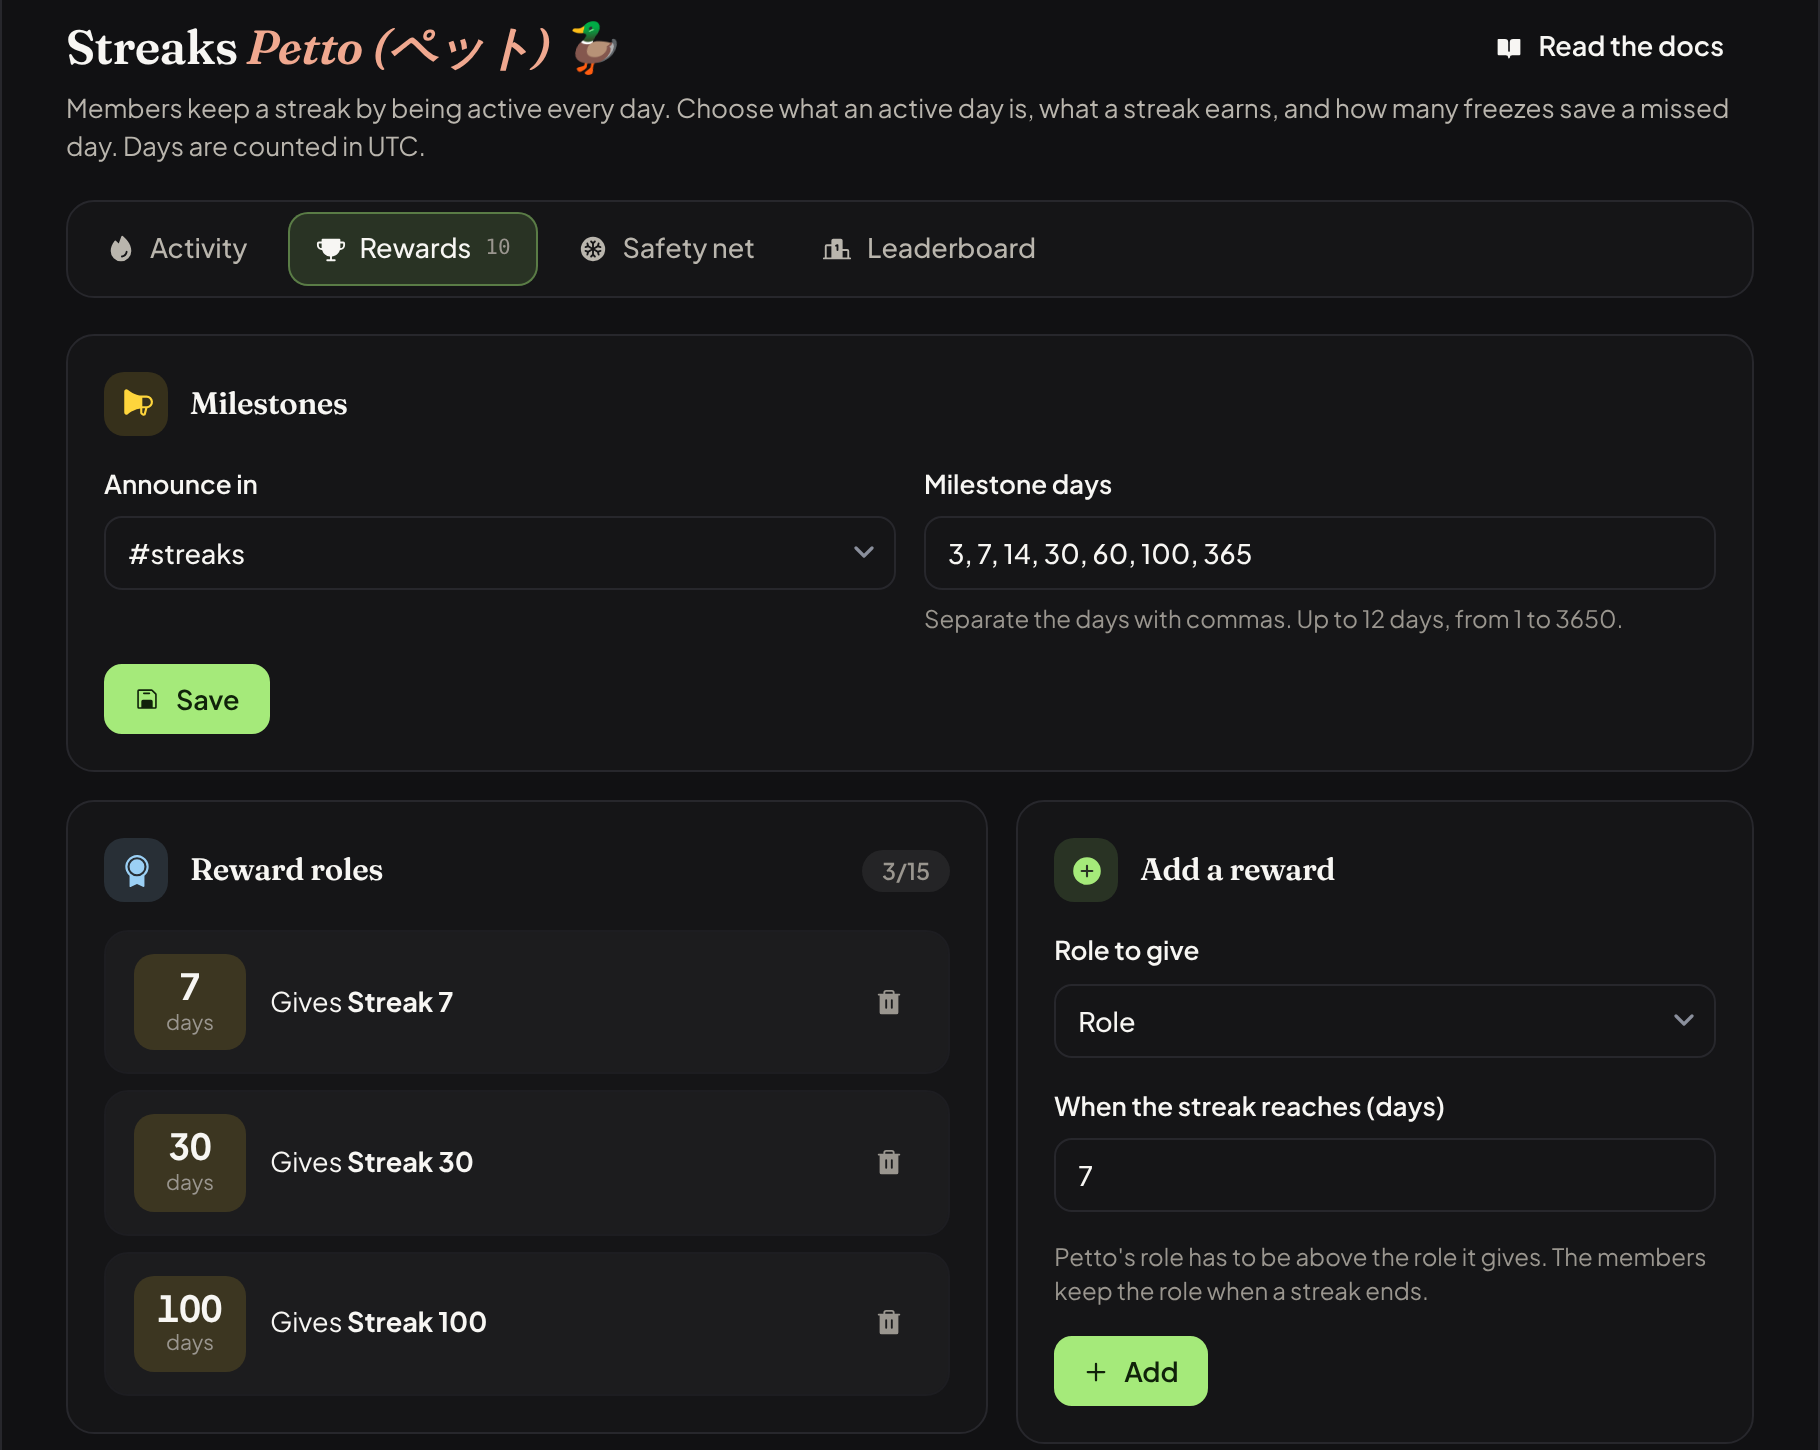 Streaks Petto (ペット)
Read the docs
Members keep a streak by being active every day. Choose what an active day is, what a streak earns, and how many freezes save a missed
day. Days are counted in UTC.
Activity
Rewards 10
Safety net
Leaderboard
Milestones
Announce in
#streaks
Milestone days
3, 7, 14, 30, 60, 100, 365
Separate the days with commas. Up to 12 days, from 1 to 3650.
Save
Reward roles
3/15
7
days
Gives Streak 7
30
days
Gives Streak 30
100
days
Gives Streak 100
Add a reward
Role to give
Role
When the streak reaches (days)
7
Petto's role has to be above the role it gives. The members
keep the role when a streak ends.
Add